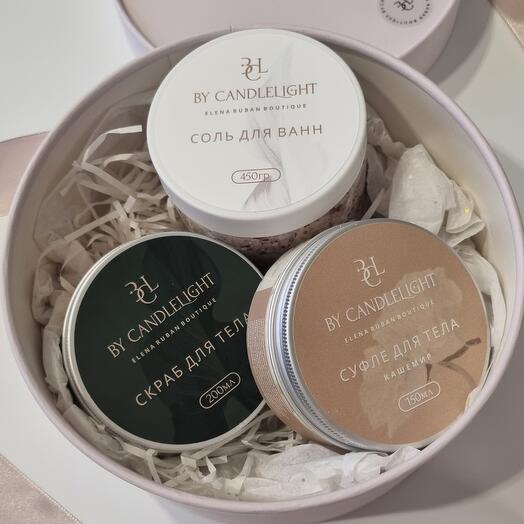 BCL
BY CANDLELIGHT
ELENA RUBAN BOUTIQUE
СОЛЬ ДЛЯ ВАНН
450гр
BCL
BY CANDLELIGHT
ELENA RUBAN BOUTIQUE
СКРАБ ДЛЯ ТЕЛА
200МЛ
BCL
BY CANDLELIGHT
ELENA RUBAN BOUTIQUE
СУФЛЕ ДЛЯ ТЕЛА
КАШЕМИР
150МЛ